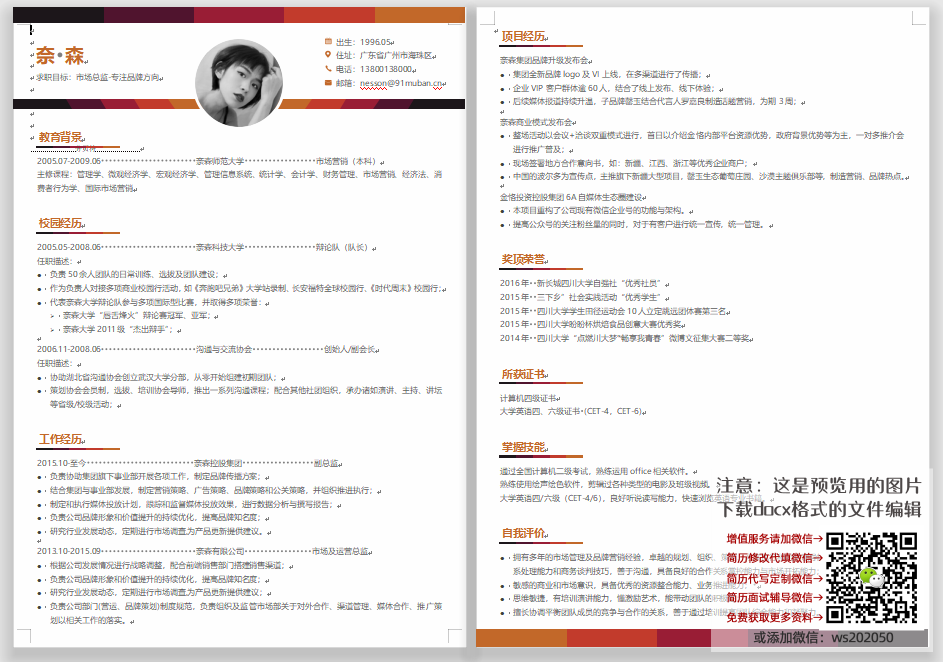 奈·森
求职目标：市场总监-专注品牌方向
出生：1996.05
住址：广东省广州市海珠区
电话：13800138000
邮箱：nesson@91muban.cn
教育背景
2005.07-2009.06 奈森师范大学 市场营销（本科）
主修课程：管理学、微观经济学、宏观经济学、管理信息系统、统计学、会计学、财务管理、市场营销、经济法、消
费者行为学、国际市场营销
校园经历
2005.05-2008.06 奈森科技大学 辩论队（队长）
任职描述：
负责50余人团队的日常训练、选拔及团队建设；
作为负责人对接多项商业校园行活动，如《奔跑吧兄弟》大学站录制、长安福特全球校园行、《时代周末》校园行；
代表奈森大学辩论队参与多项国际型比赛，并取得多项荣誉：
奈森大学“唇舌烽火”辩论赛冠军、亚军；
奈森大学 2011 级“杰出辩手”；
2006.11-2008.06 沟通与交流协会 创始人/副会长
任职描述：
协助湖北省沟通协会创立武汉大学分部，从零开始组建初期团队；
策划协会会员制，选拔、培训协会导师，推出一系列沟通课程；配合其他社团组织，承办诸如演讲、主持、讲坛
等省级/校级活动；
工作经历
2015.10-至今 奈森控股集团 副总监
负责协助集团旗下事业部开展各项工作，制定品牌传播方案；
结合集团与事业部发展，制定营销策略、广告策略、品牌策略和公关策略，并组织推进执行；
制定和执行媒体投放计划，跟踪和监督媒体投放效果，进行数据分析与撰写报告；
负责公司品牌形象和价值提升的持续优化，提高品牌知名度；
研究行业发展动态，定期进行市场调查，为产品更新提供建议。
2013.10-2015.09 奈森有限公司 市场及运营总监
根据公司发展情况进行战略调整，配合前端销售部门搭建销售渠道；
负责公司品牌形象和价值提升的持续优化，提高品牌知名度；
研究行业发展动态，定期进行市场调查，为产品更新提供建议；
负责公司部门（营运、品牌策划）制度规范、负责组织及监管市场部关于对外合作、渠道管理、媒体合作、推广策
划以相关工作的落实。
项目经历
奈森集团品牌升级发布会
集团全新品牌 logo 及 VI 上线，在多渠道进行了传播；
企业 VIP 客户群体逾 60 人，结合了线上发布、线下体验；
后续媒体报道持续升温，子品牌罄玉结合代言人罗嘉良制造话题营销，为期 3 周；
奈森商业模式发布会
整场活动以会议+洽谈双重模式进行，首日以介绍金恪内部平台资源优势，政府背景优势等为主，一对多推介会
进行推广普及；
现场签署地方合作意向书，如：新疆、江西、浙江等优秀企业商户；
中国的波尔多为宣传点，主推旗下新疆大型项目，罄玉生态葡萄庄园、沙漠主题俱乐部等，制造营销、品牌热点。
金恪投资控股集团 6A 自媒体生态圈建设
本项目重构了公司现有微信企业号的功能与架构。
提高公众号的关注粉丝量的同时，对于有客户进行统一宣传，统一管理。
奖项荣誉
2016 年 新长城四川大学自强社“优秀社员”
2015 年 三下乡”社会实践活动“优秀学生”
2015 年 四川大学学生田径运动会 10 人立定跳远团体赛第三名
2015 年 四川大学盼盼杯烘焙食品创意大赛优秀奖
2014 年 四川大学“点燃川大梦”“畅享我青春”微博文征集大赛二等奖
所获证书
计算机四级证书
大学英语四、六级证书（CET-4，CET-6）
掌握技能
通过全国计算机二级考试，熟练运用 office 相关软件。
熟练使用绘声绘色软件，剪辑过各种类型的电影及班级视频。
大学英语四/六级（CET-4/6），良好听说读写能力，快速浏览英语专业书籍
自我评价
拥有多年的市场管理及品牌营销经验，卓越的规划、组织、
系处理能力和商务谈判技巧，善于沟通，具备良好的合作关系掌控能力与市场开拓能力；
敏感的商业和市场意识，具备优秀的资源整合能力、业务推进能力；
思维敏捷，有培训演讲能力，懂激励艺术，能带动团队的
擅长协调平衡团队成员的竞争与合作的关系，善于通过培训
注意：这是预览用的图片
下载docx格式的文件编辑
增值服务请加微信→
简历修改代填微信→
简历代写定制微信→
简历面试辅导微信→
免费获取更多资料→
或添加微信：ws202050